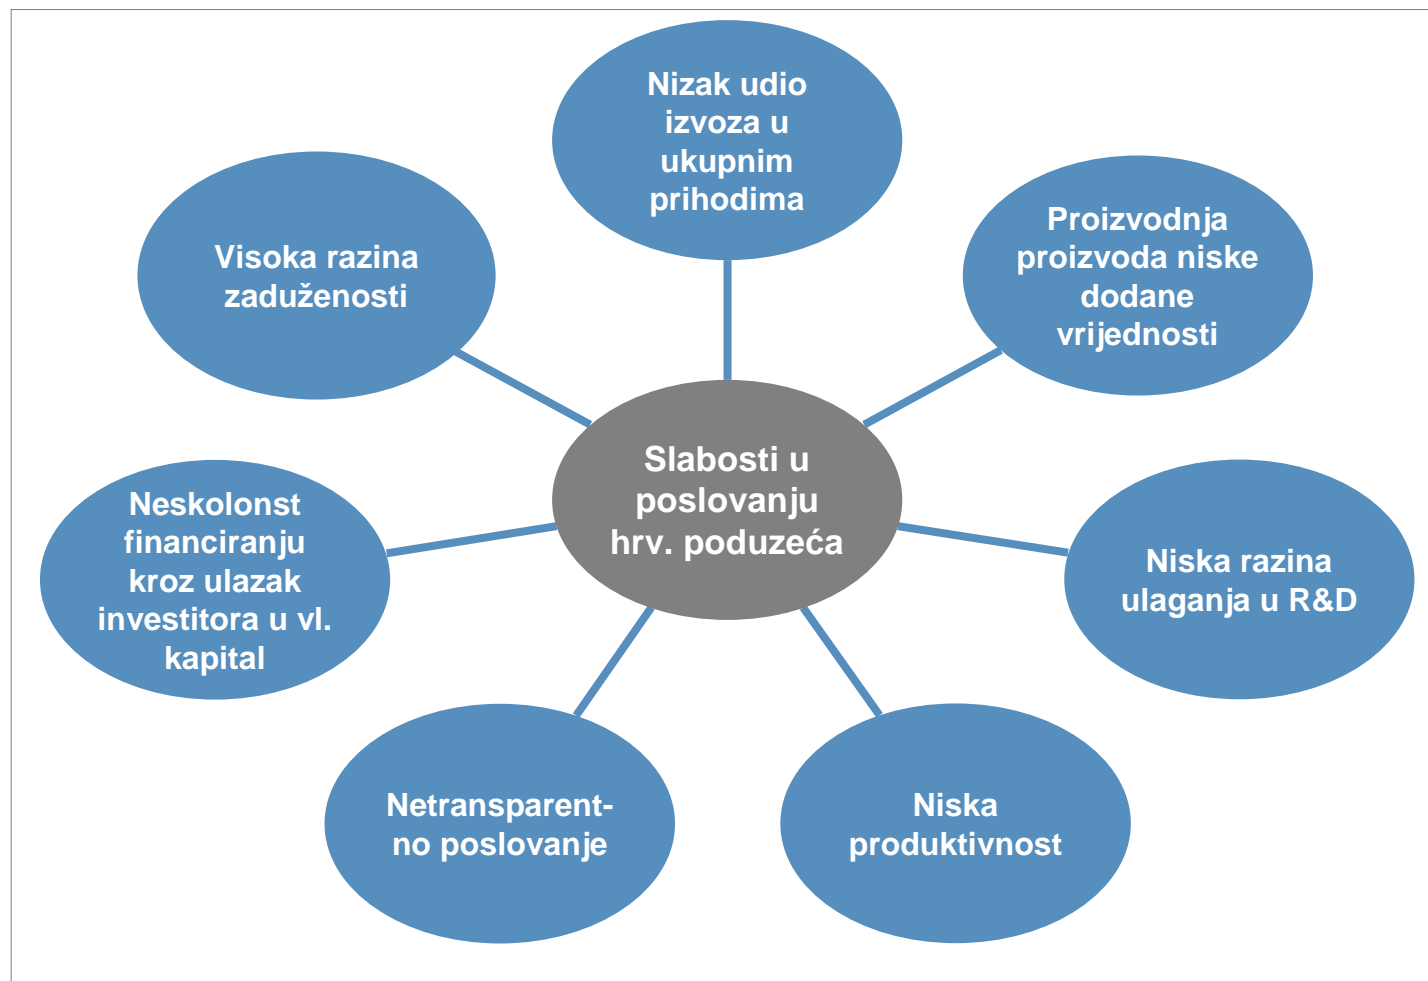 Nizak udio
izvoza u
ukupnim
prihodima
Proizvodnja
proizvoda niske
dodane
vrijednosti
Niska razina
ulaganja u R&D
Niska
produktivnost
Netransparent-
no poslovanje
Neskolonst
financiranju
kroz ulazak
investitora u vl.
kapital
Visoka razina
zaduženosti
Slabosti u
poslovanju
hrv. poduzeća